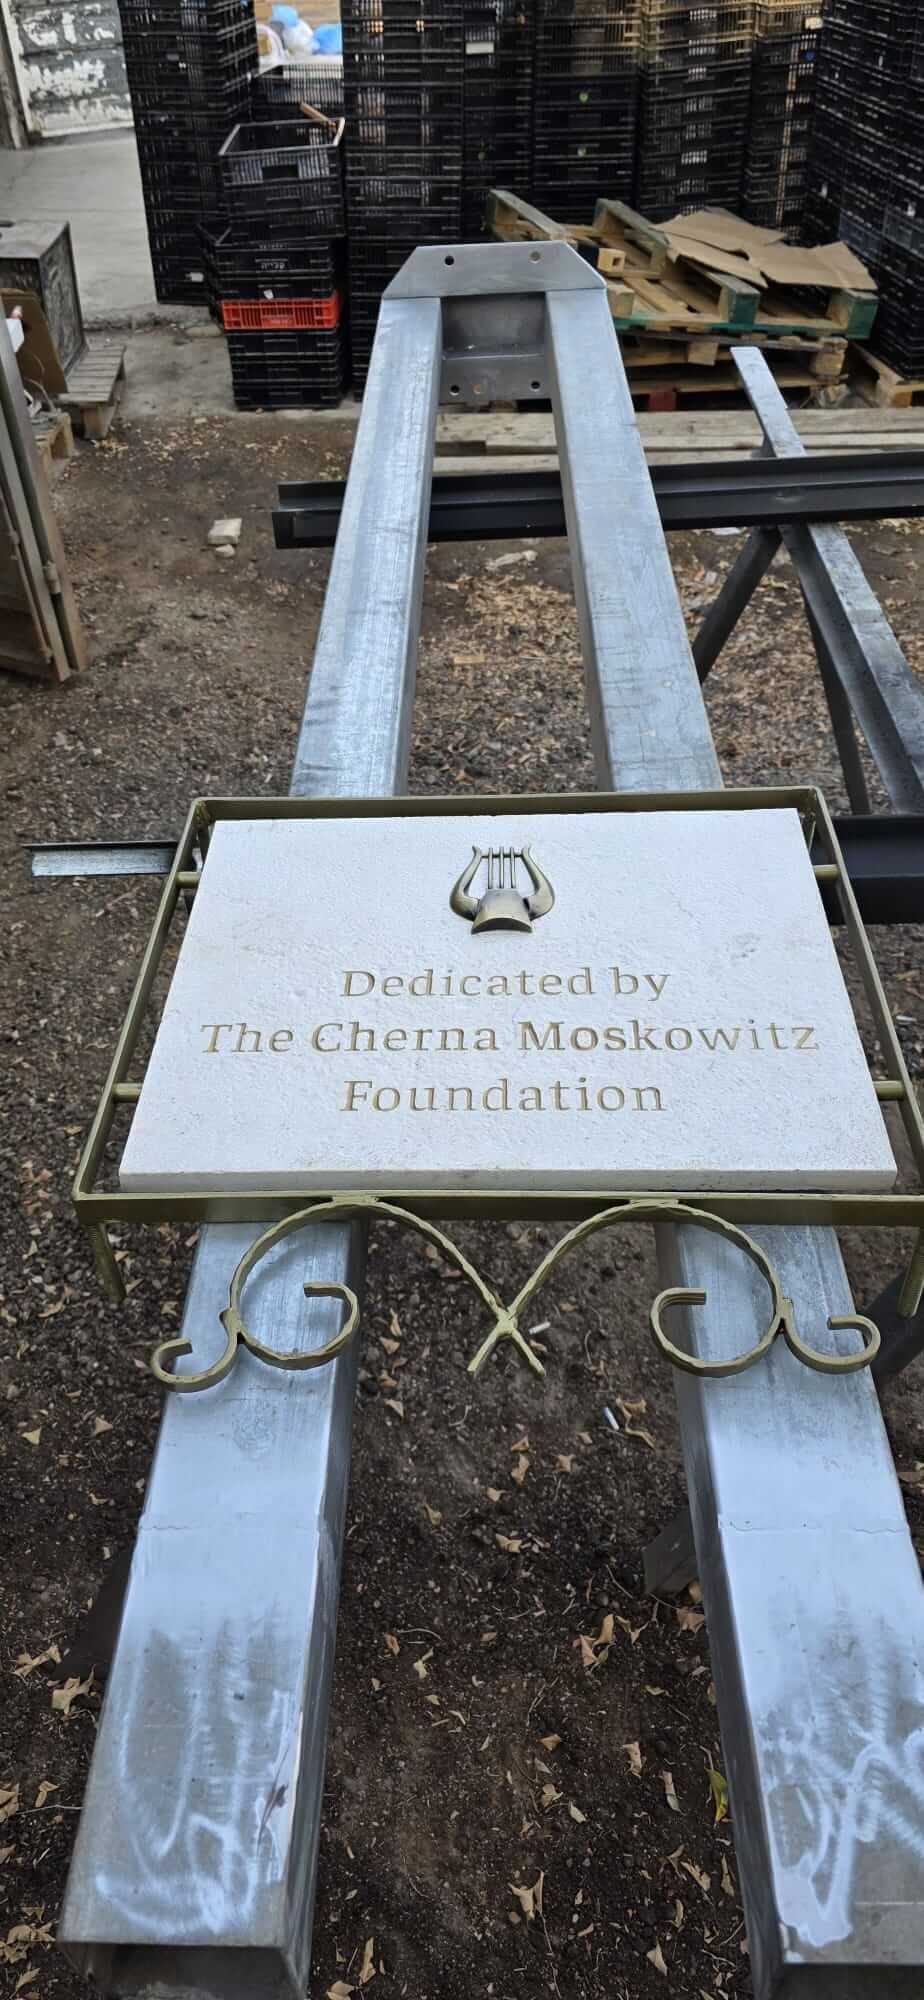 Dedicated by
The Cherna Moskowitz
Foundation